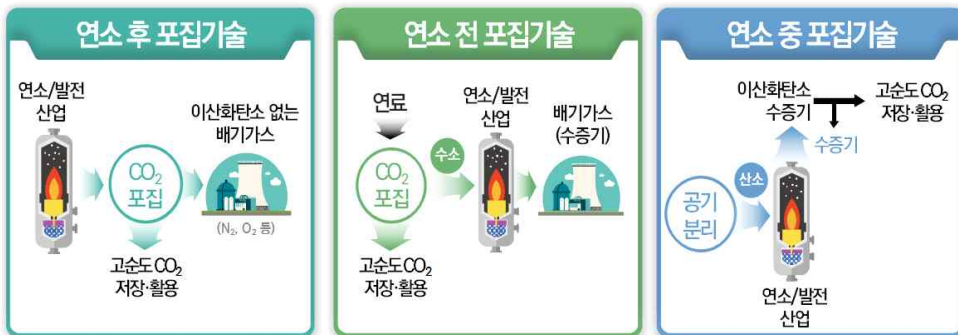 연소 후 포집기술
연소/발전
산업
이산화탄소 없는
배기가스
CO₂
포집
(N₂, O₂ 등)
고순도 CO₂
저장·활용
연소 전 포집기술
연료
연소/발전
산업
배기가스
(수증기)
수소
CO₂
포집
고순도 CO₂
저장·활용
연소 중 포집기술
이산화탄소
수증기
고순도 CO₂
저장·활용
수증기
산소
공기
분리
연소/발전
산업